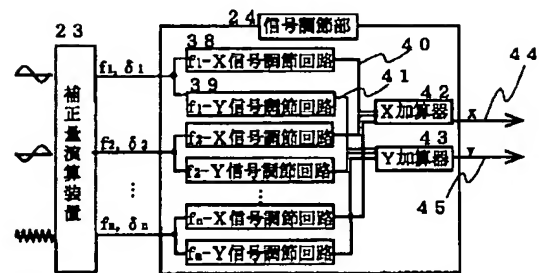 23
24
信号調節部
38
f₁-X信号調節回路
40
44
f₁, δ₁
39
f₁-Y信号調節回路
41
42
X加算器
X
補正量演算装置
f₂, δ₂
f₂-X信号調節回路
f₂-Y信号調節回路
43
Y加算器
Y
45
⋮
⋮
fₙ, δₙ
fₙ-X信号調節回路
fₙ-Y信号調節回路